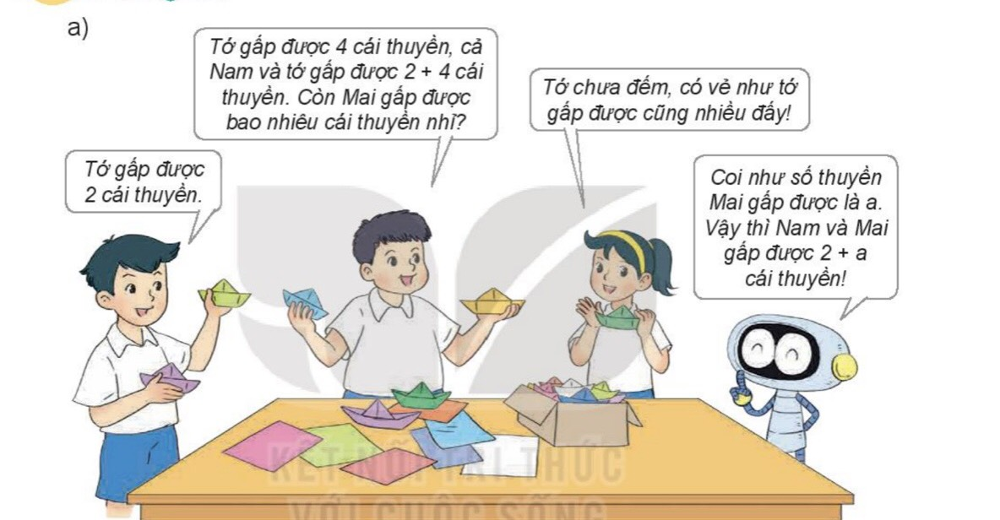 a)
Tớ gấp được 4 cái thuyền, cả
Nam và tớ gấp được 2 + 4 cái
thuyền. Còn Mai gấp được
bao nhiêu cái thuyền nhỉ?
Tớ chưa đếm, có vẻ như tớ
gấp được cũng nhiều đấy!
Tớ gấp được
2 cái thuyền.
Coi như số thuyền
Mai gấp được là a.
Vậy thì Nam và Mai
gấp được 2 + a
cái thuyền!
KẾT NỐI TRI THỨC
VỚI CUỘC SỐNG